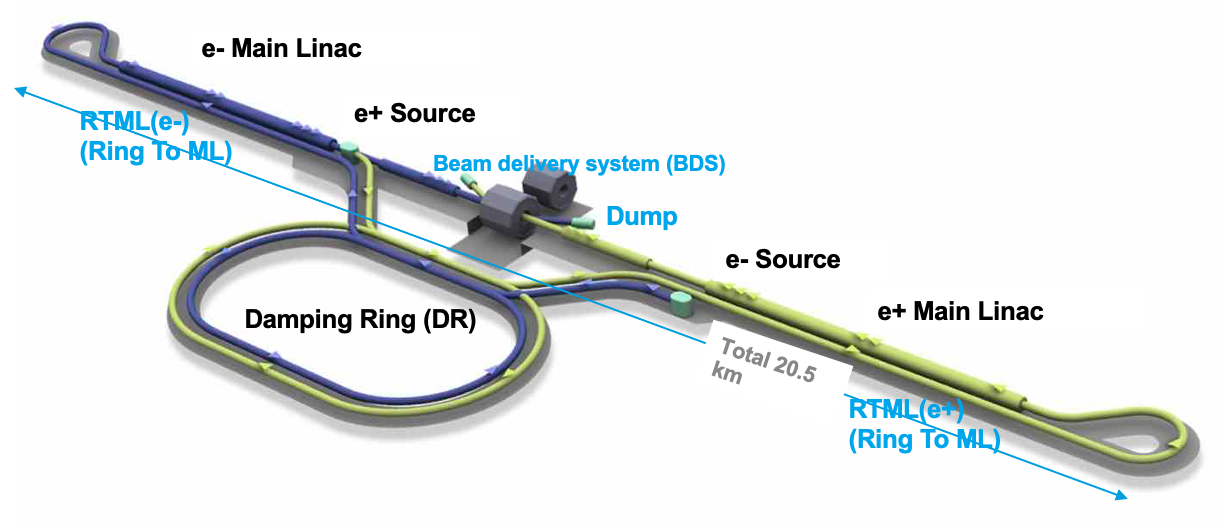 e- Main Linac
e+ Source
RTML(e-)
(Ring To ML)
Beam delivery system (BDS)
Dump
e- Source
e+ Main Linac
Damping Ring (DR)
Total 20.5
km
RTML(e+)
(Ring To ML)